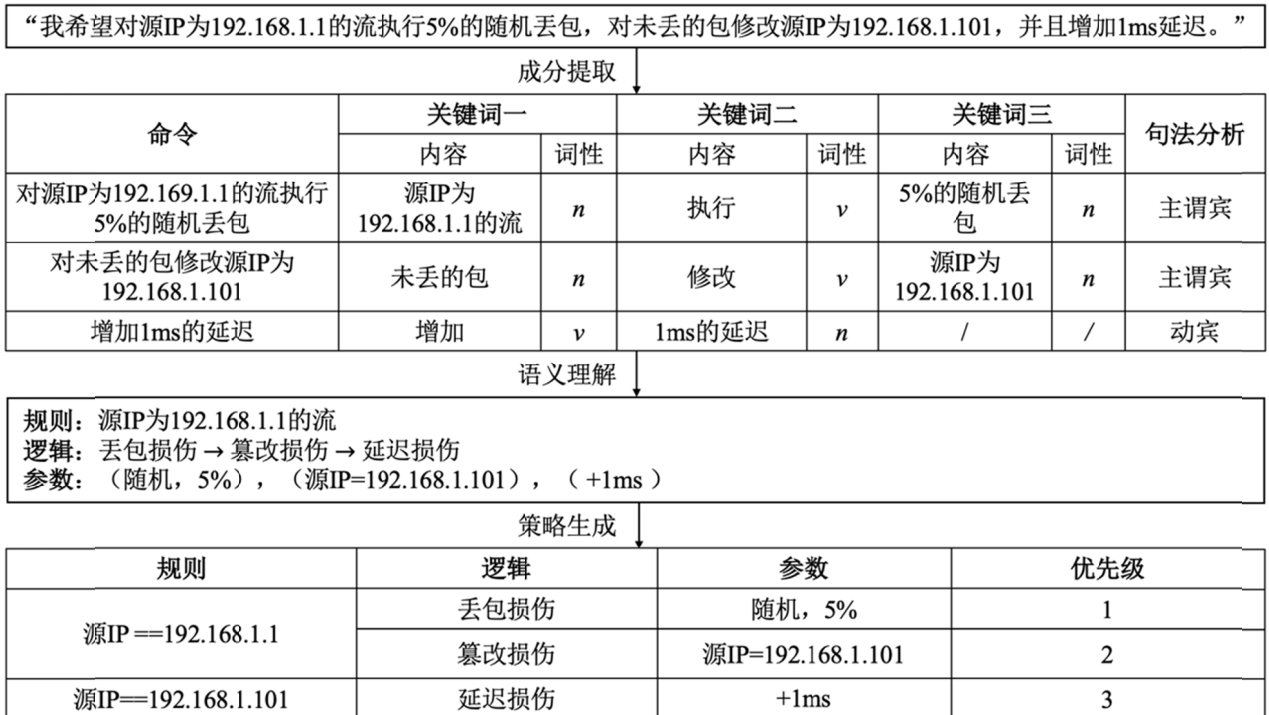 “我希望对源IP为192.168.1.1的流执行5%的随机丢包，对未丢的包修改源IP为192.168.1.101，并且增加1ms延迟。”
成分提取
命令 关键词一 关键词二 关键词三 句法分析
内容 词性 内容 词性 内容 词性
对源IP为192.169.1.1的流执行
5%的随机丢包
源IP为
192.168.1.1的流
n
执行
v
5%的随机丢
包
n
主谓宾
对未丢的包修改源IP为
192.168.1.101
未丢的包
n
修改
v
源IP为
192.168.1.101
n
主谓宾
增加1ms的延迟 增加 v 1ms的延迟 n / / 动宾
语义理解
规则：源IP为192.168.1.1的流
逻辑：丢包损伤 → 篡改损伤 → 延迟损伤
参数：（随机，5%），（源IP=192.168.1.101），（ +1ms ）
策略生成
规则 逻辑 参数 优先级
源IP ==192.168.1.1
丢包损伤 随机，5% 1
篡改损伤 源IP=192.168.1.101 2
源IP==192.168.1.101 延迟损伤 +1ms 3